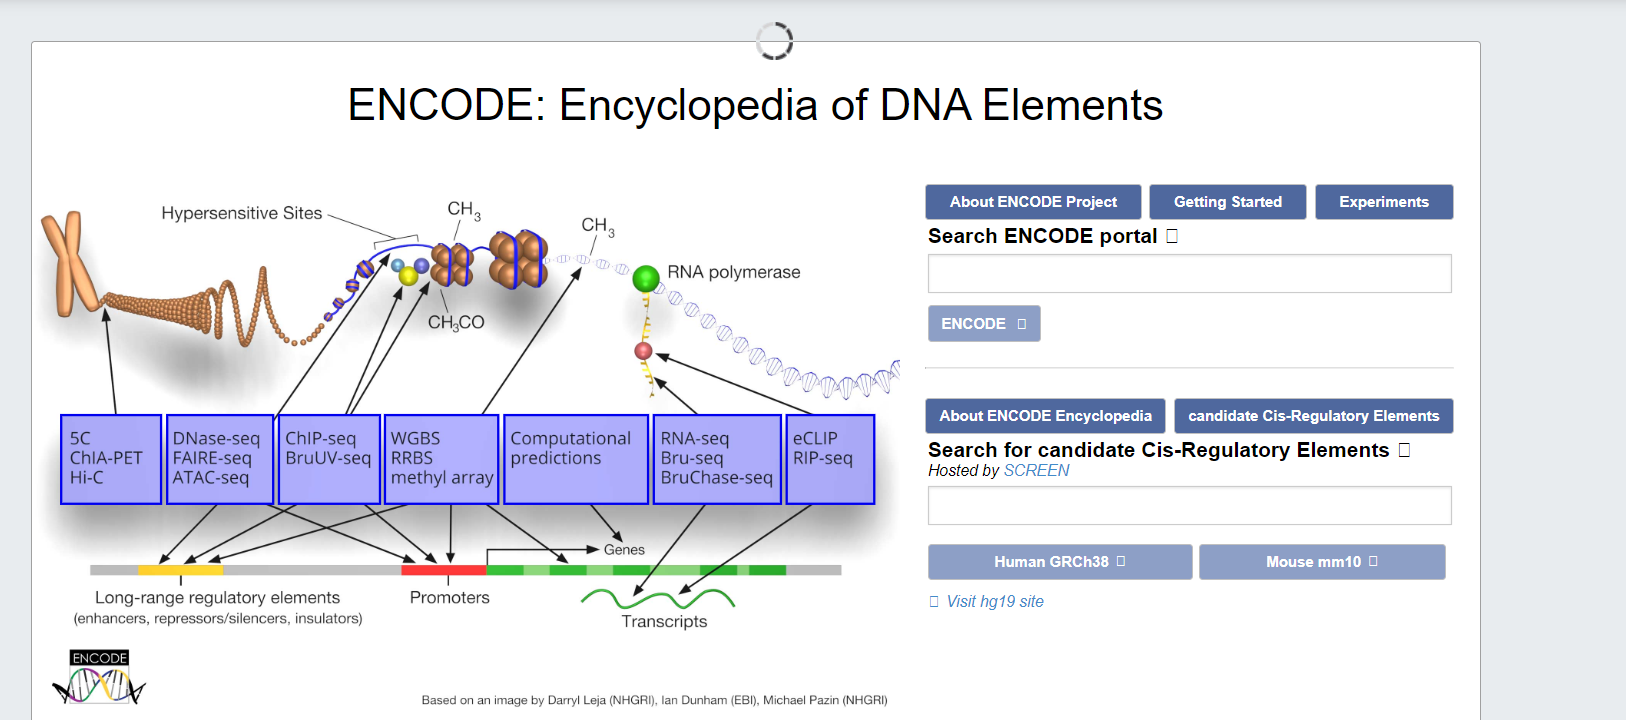 ENCODE: Encyclopedia of DNA Elements
Hypersensitive Sites
CH3
CH3
RNA polymerase
CH3CO
5C
ChIA-PET
Hi-C
DNase-seq
FAIRE-seq
ATAC-seq
ChIP-seq
BruUV-seq
WGBS
RRBS
methyl array
Computational
predictions
RNA-seq
Bru-seq
BruChase-seq
eCLIP
RIP-seq
Genes
Long-range regulatory elements
(enhancers, repressors/silencers, insulators)
Promoters
Transcripts
ENCODE
Based on an image by Darryl Leja (NHGRI), Ian Dunham (EBI), Michael Pazin (NHGRI)
About ENCODE Project
Getting Started
Experiments
Search ENCODE portal
ENCODE
About ENCODE Encyclopedia
candidate Cis-Regulatory Elements
Search for candidate Cis-Regulatory Elements
Hosted by SCREEN
Human GRCh38
Mouse mm10
Visit hg19 site